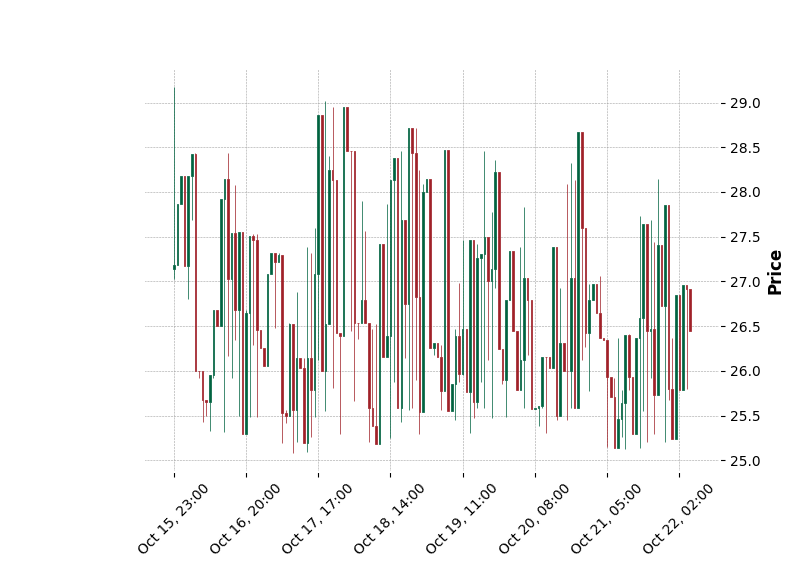 29.0
28.5
28.0
27.5
27.0
26.5
26.0
25.5
25.0
Price
Oct 15, 23:00
Oct 16, 20:00
Oct 17, 17:00
Oct 18, 14:00
Oct 19, 11:00
Oct 20, 08:00
Oct 21, 05:00
Oct 22, 02:00